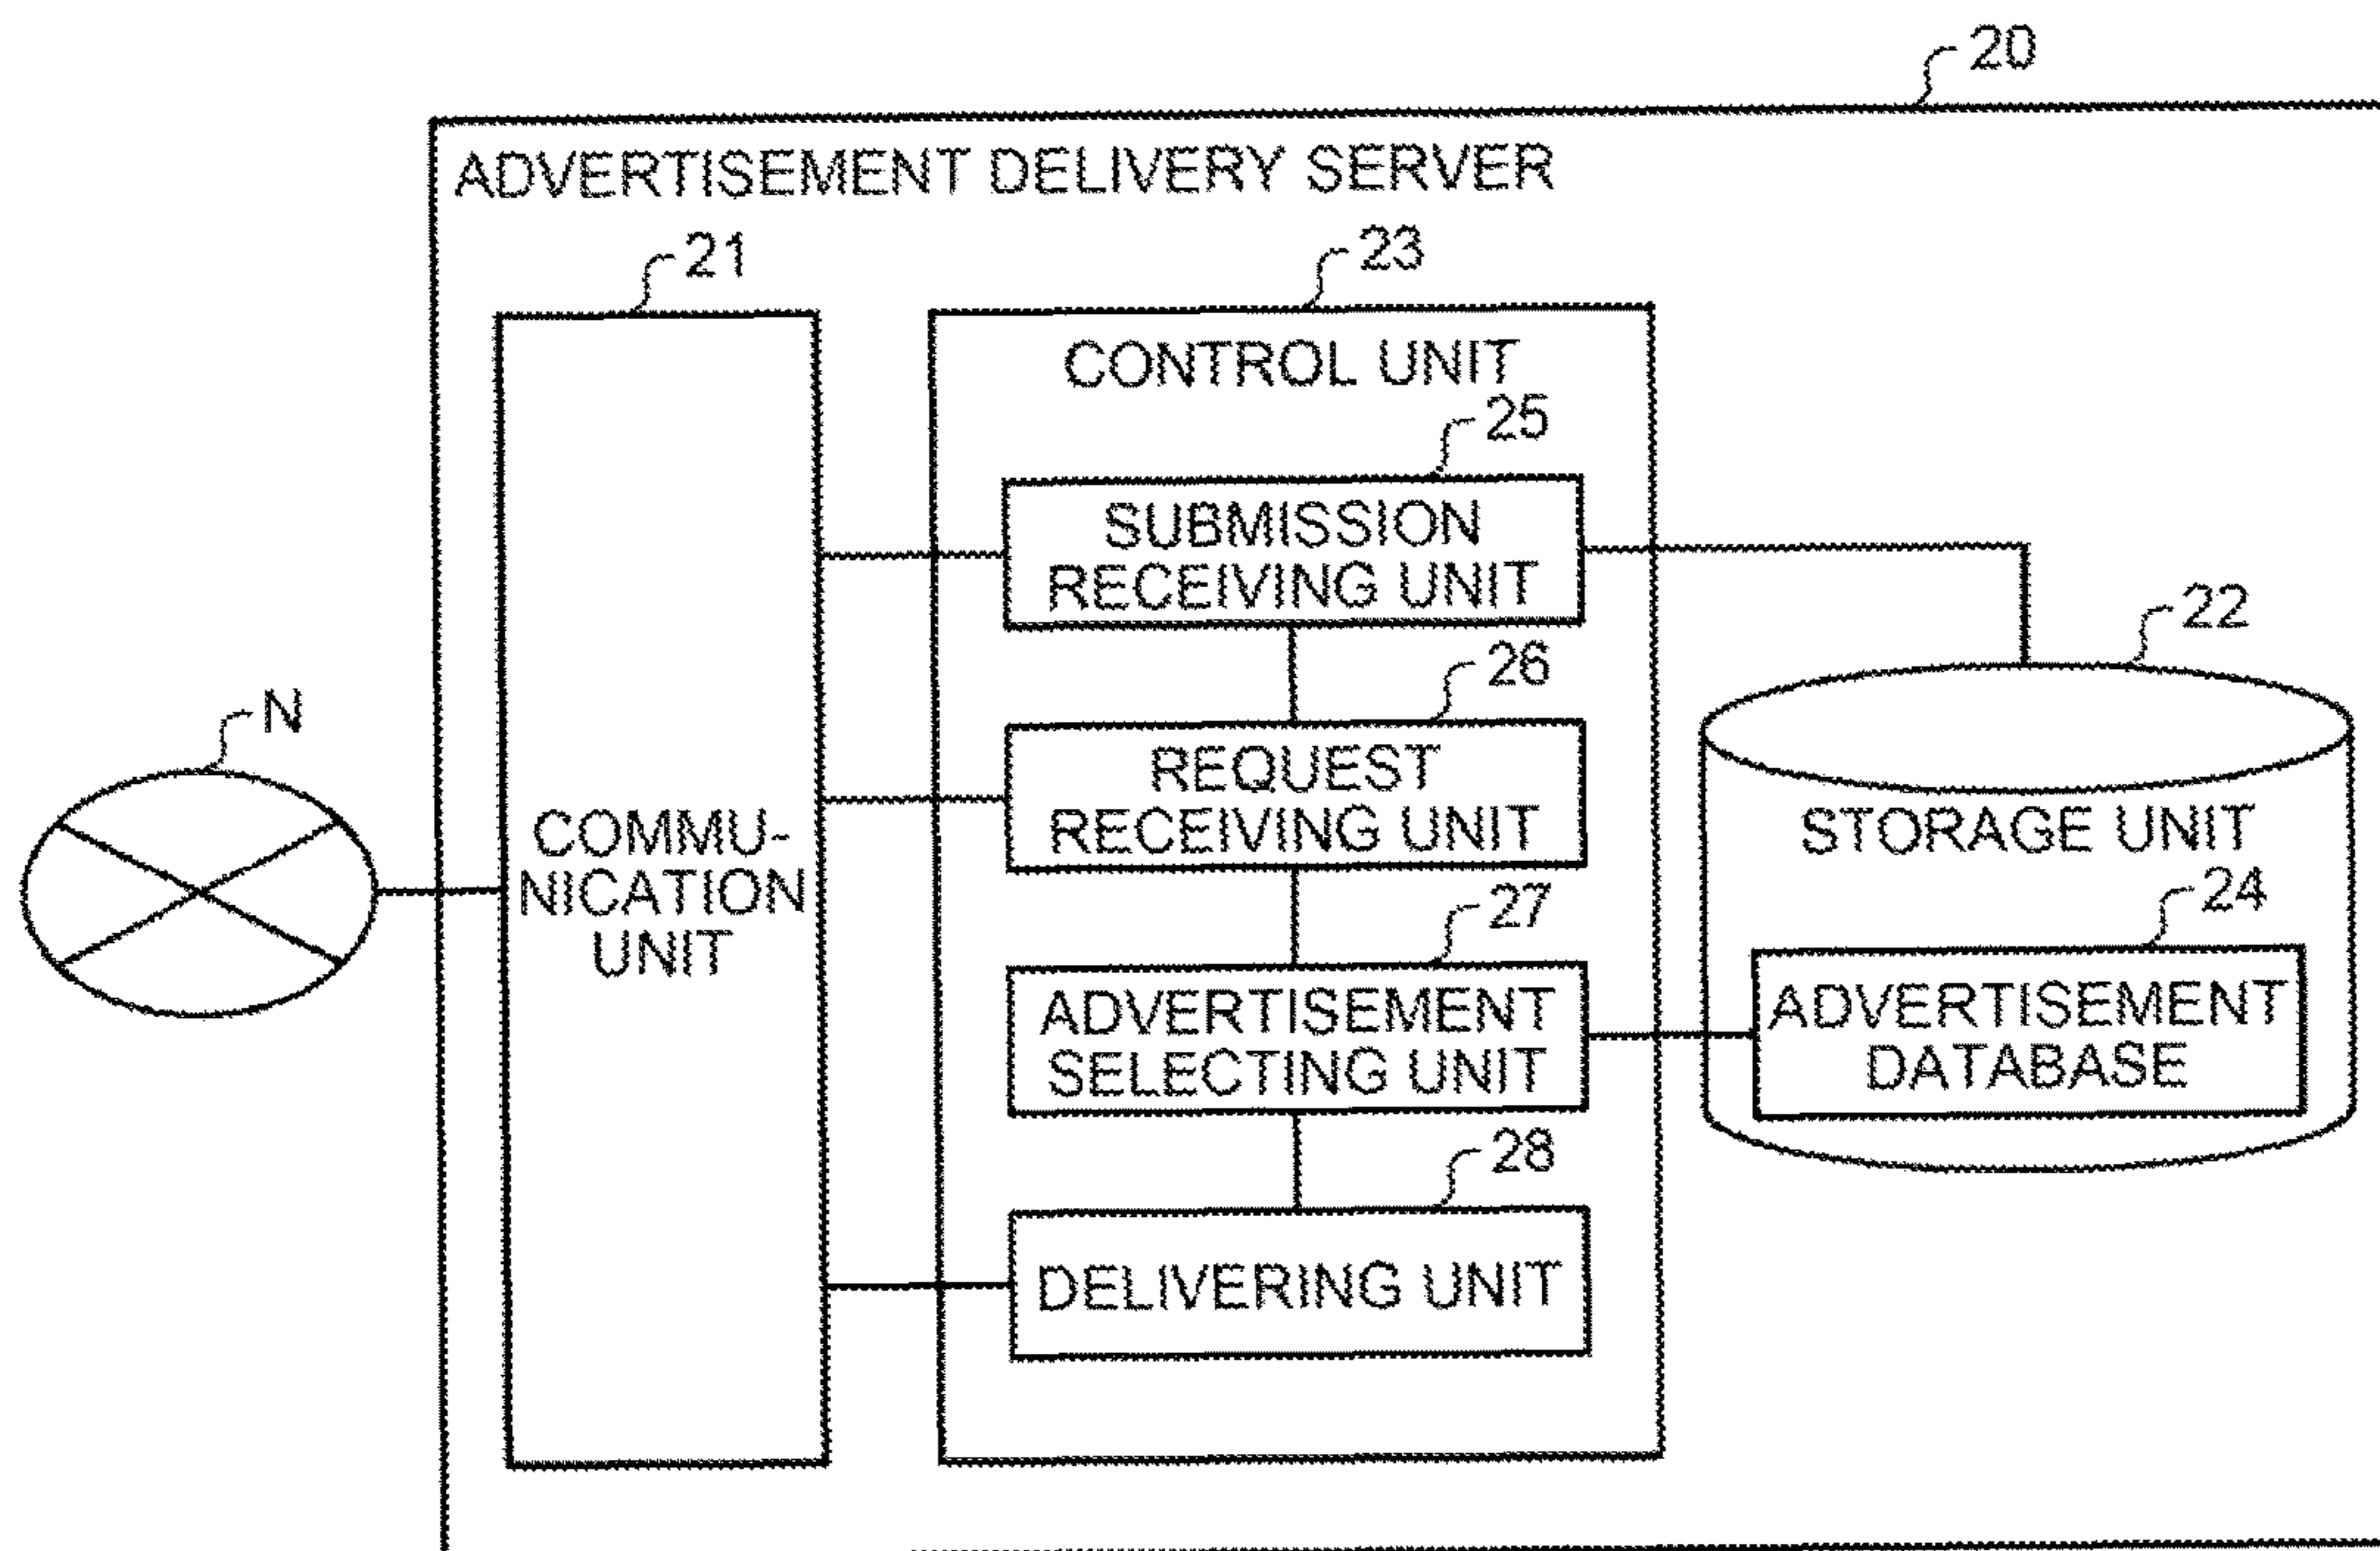 20
ADVERTISEMENT DELIVERY SERVER
21
23
CONTROL UNIT
25
SUBMISSION
RECEIVING UNIT
22
26
N
REQUEST
RECEIVING UNIT
COMMU-
NICATION
UNIT
STORAGE UNIT
24
27
ADVERTISEMENT
SELECTING UNIT
ADVERTISEMENT
DATABASE
28
DELIVERING UNIT